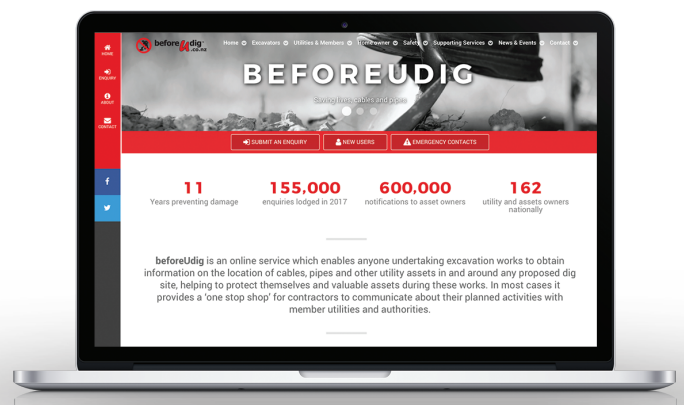 beforeUdig
.co.nz
Home Excavators Utilities & Members Home owner Safety Supporting Services News & Events Contact
HOME
ENQUIRY
ABOUT
CONTACT
BEFOREUDIG
Saving lives, cables and pipes
SUBMIT AN ENQUIRY NEW USERS EMERGENCY CONTACTS
11 155,000 600,000 162
Years preventing damage enquiries lodged in 2017 notifications to asset owners utility and assets owners
nationally
beforeUdig is an online service which enables anyone undertaking excavation works to obtain
information on the location of cables, pipes and other utility assets in and around any proposed dig
site, helping to protect themselves and valuable assets during these works. In most cases it
provides a ‘one stop shop’ for contractors to communicate about their planned activities with
member utilities and authorities.